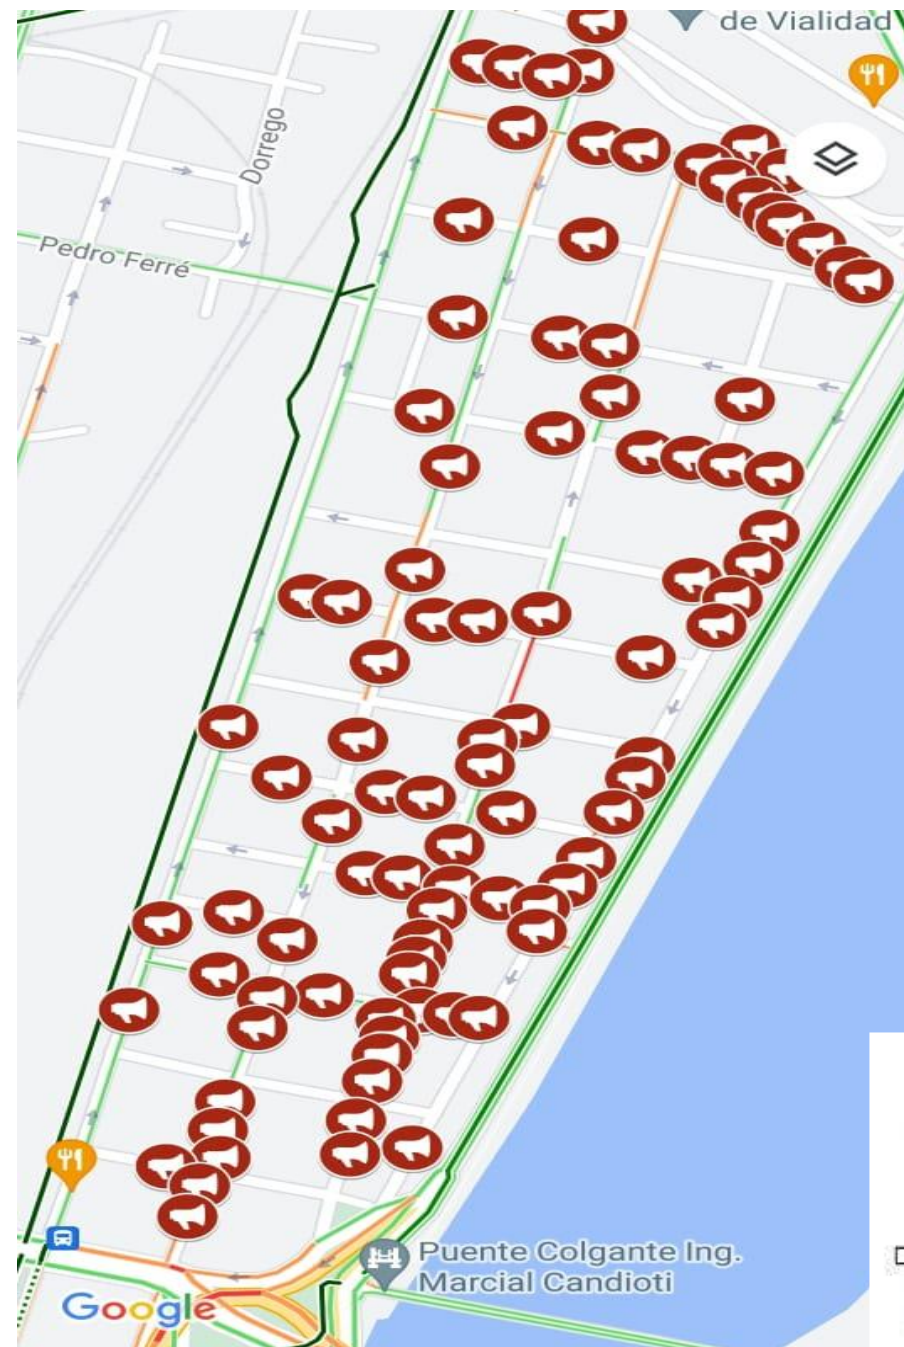 de Vialidad
Dorrego
Pedro Ferré
Puente Colgante Ing.
Marcial Candioti
Google